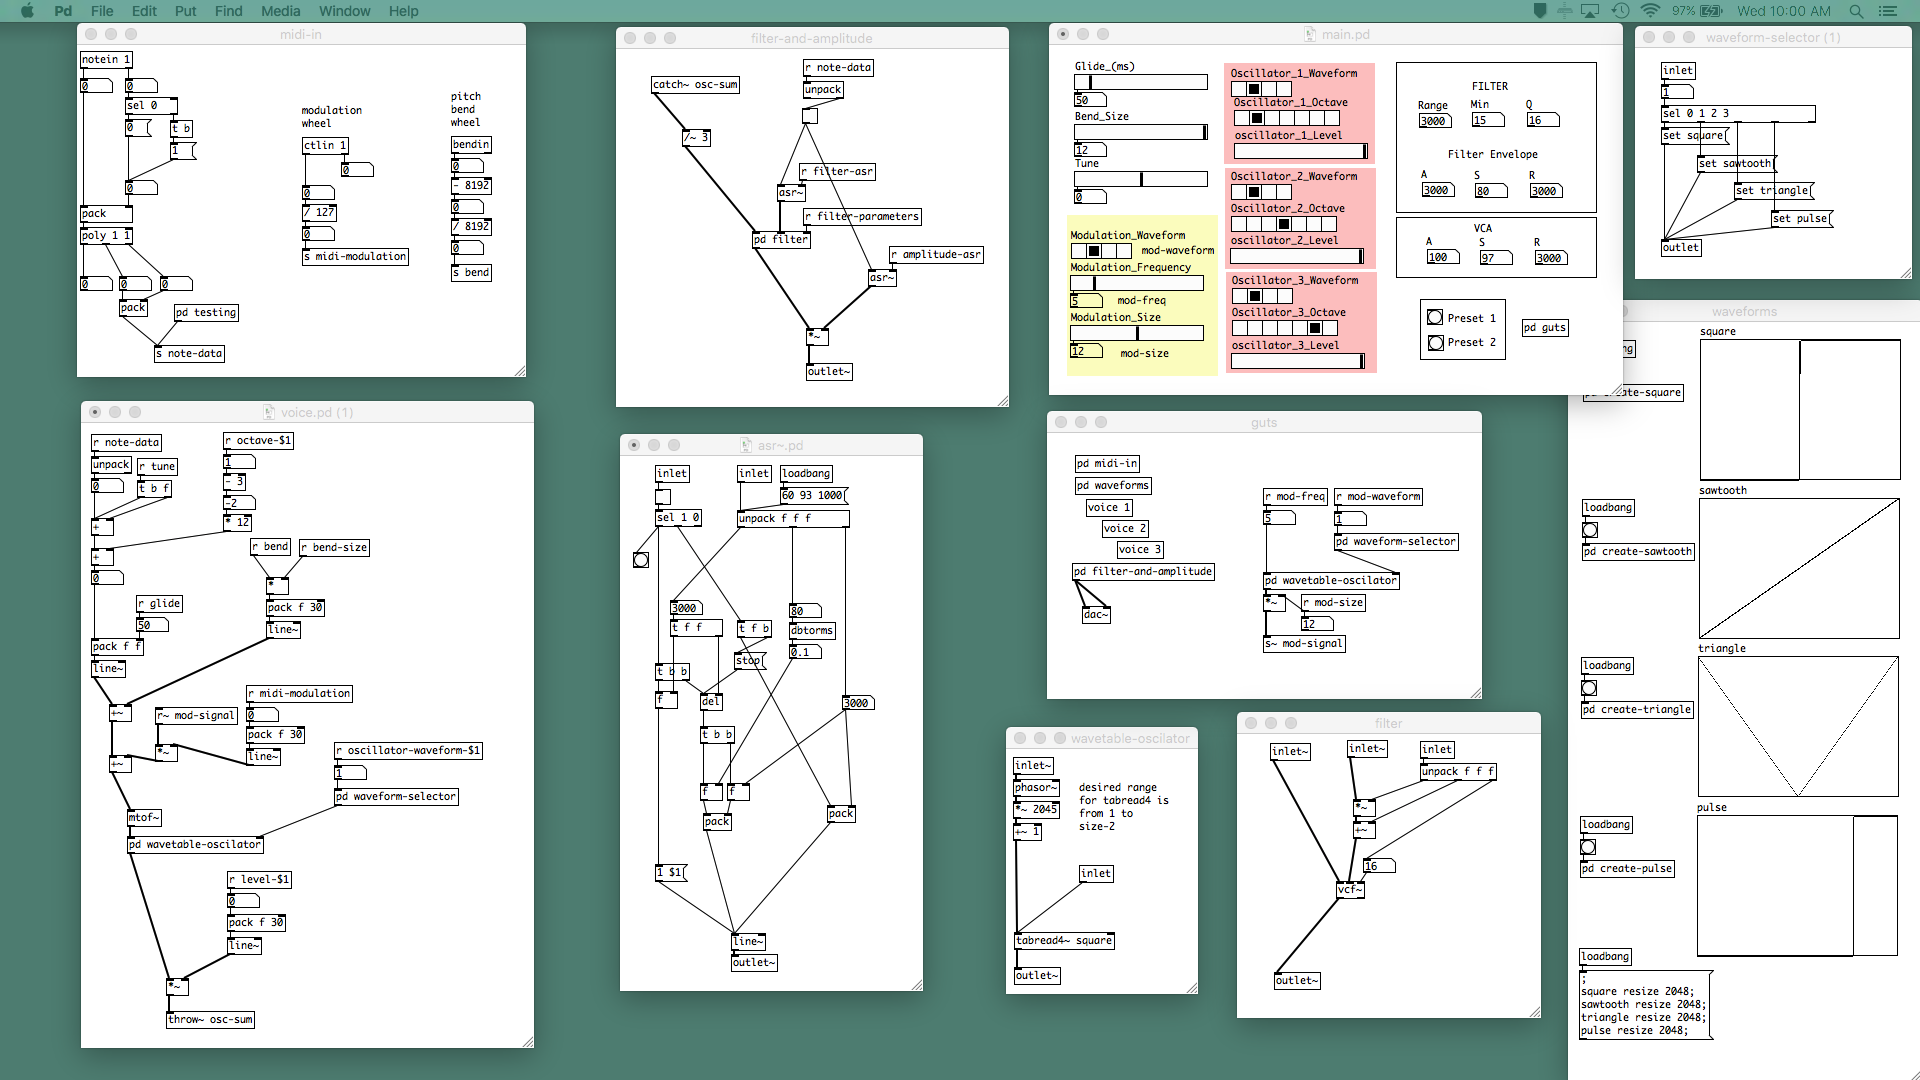 Pd File Edit Put Find Media Window Help 97% Wed 10:00 AM
midi-in
notein 1
0 0
sel 0
0 t b
1
0
pack
poly 1 1
0 0 0
pack
pd testing
s note-data
modulation
wheel
ctlin 1
0
0
/ 127
0
s midi-modulation
pitch
bend
wheel
bendin
0
- 8192
0
/ 8192
0
s bend
filter-and-amplitude
catch~ osc-sum
/~ 3
r note-data
unpack
r filter-asr
asr~
r filter-parameters
pd filter
r amplitude-asr
asr~
*~
outlet~
main.pd
Glide_(ms)
50
Bend_Size
12
Tune
0
Modulation_Waveform
mod-waveform
Modulation_Frequency
5 mod-freq
Modulation_Size
12 mod-size
Oscillator_1_Waveform
Oscillator_1_Octave
oscillator_1_Level
Oscillator_2_Waveform
Oscillator_2_Octave
oscillator_2_Level
Oscillator_3_Waveform
Oscillator_3_Octave
oscillator_3_Level
FILTER
Range Min Q
3000 15 16
Filter Envelope
A S R
3000 80 3000
VCA
A S R
100 97 3000
Preset 1
Preset 2
pd guts
waveform-selector (1)
inlet
1
sel 0 1 2 3
set square
set sawtooth
set triangle
set pulse
outlet
waveforms
square
ng
create-square
sawtooth
loadbang
pd create-sawtooth
triangle
loadbang
pd create-triangle
pulse
loadbang
pd create-pulse
loadbang
;
square resize 2048;
sawtooth resize 2048;
triangle resize 2048;
pulse resize 2048;
voice.pd (1)
r note-data
unpack r tune
0 t b f
+
+
0
r octave-$1
1
- 3
-2
* 12
r bend r bend-size
*
pack f 30
line~
r glide
50
pack f f
line~
+~
r~ mod-signal
*~
+~
r midi-modulation
0
pack f 30
line~
r oscillator-waveform-$1
1
pd waveform-selector
mtof~
pd wavetable-oscilator
r level-$1
0
pack f 30
line~
*~
throw~ osc-sum
asr~.pd
inlet inlet loadbang
60 93 1000
sel 1 0 unpack f f f
3000 80
t f f t f b dbtorms
stop 0.1
t b b
f del 3000
t b b
f f
pack pack
1 $1
line~
outlet~
guts
pd midi-in
pd waveforms
voice 1
voice 2
voice 3
pd filter-and-amplitude
dac~
r mod-freq r mod-waveform
5 1
pd waveform-selector
pd wavetable-oscilator
*~ r mod-size
12
s~ mod-signal
wavetable-oscilator
inlet~
phasor~
*~ 2045
+~ 1
desired range
for tabread4 is
from 1 to
size-2
inlet
tabread4~ square
outlet~
filter
inlet~ inlet~ inlet
unpack f f f
*~
+~
16
vcf~
outlet~